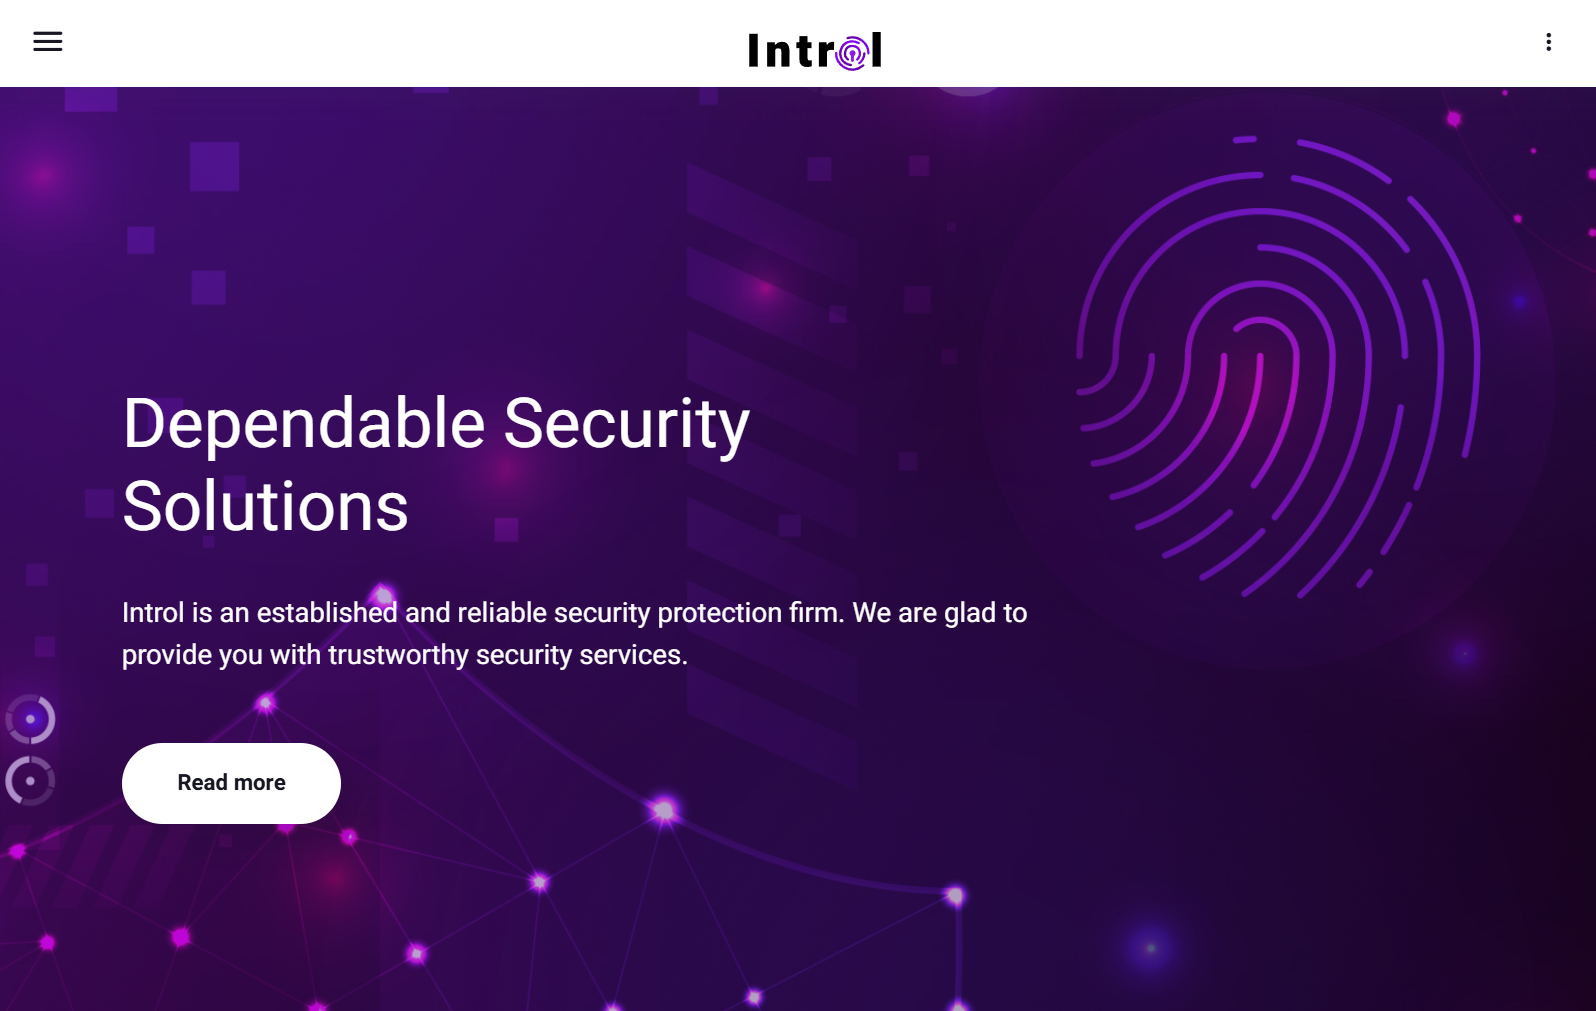 Introl
Dependable Security
Solutions
Introl is an established and reliable security protection firm. We are glad to
provide you with trustworthy security services.
Read more